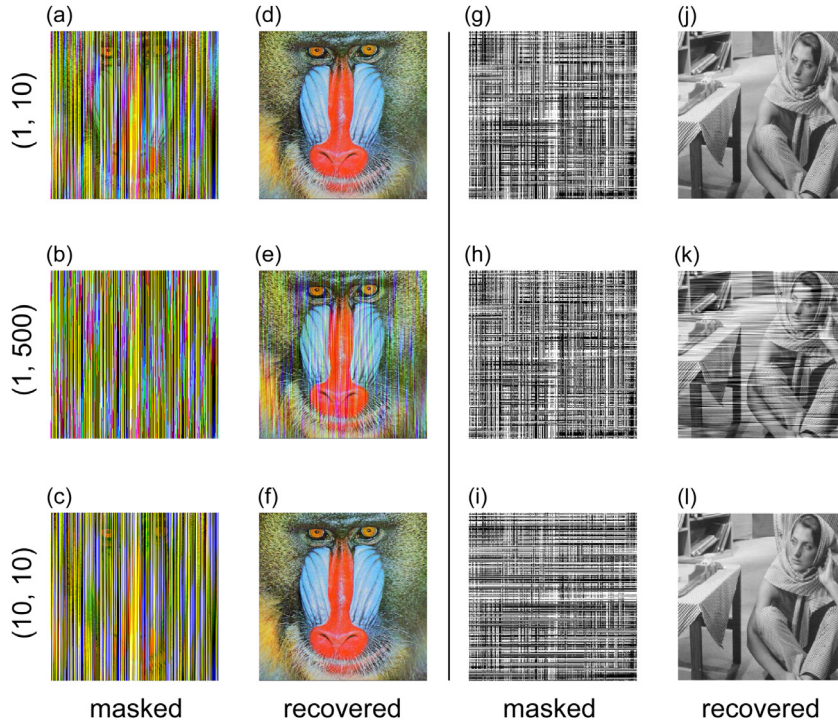 (a) (d) (g) (j)
(1, 10)
(b) (e) (h) (k)
(1, 500)
(c) (f) (i) (l)
(10, 10)
masked recovered masked recovered